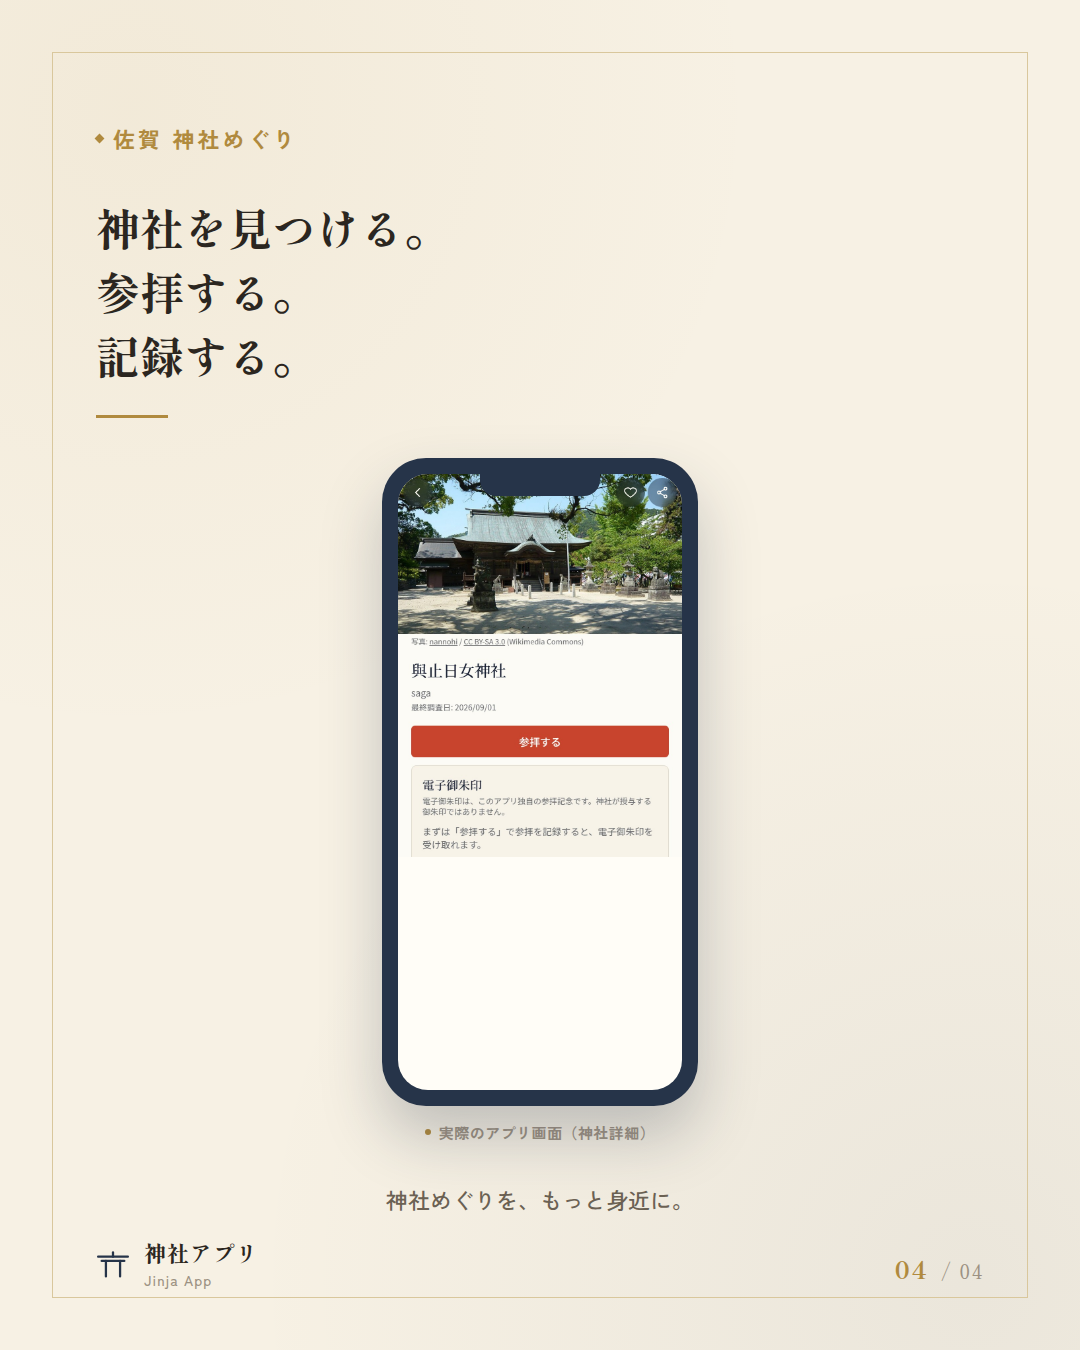 佐賀 神社めぐり
神社を見つける。
参拝する。
記録する。
写真: nannohi / CC BY-SA 3.0 (Wikimedia Commons)
與止日女神社
saga
最終調査日: 2026/09/01
参拝する
電子御朱印
電子御朱印は、このアプリ独自の参拝記念です。神社が授与する
御朱印ではありません。
まずは「参拝する」で参拝を記録すると、電子御朱印を
受け取れます。
実際のアプリ画面（神社詳細）
神社めぐりを、もっと身近に。
神社アプリ
Jinja App
04 / 04